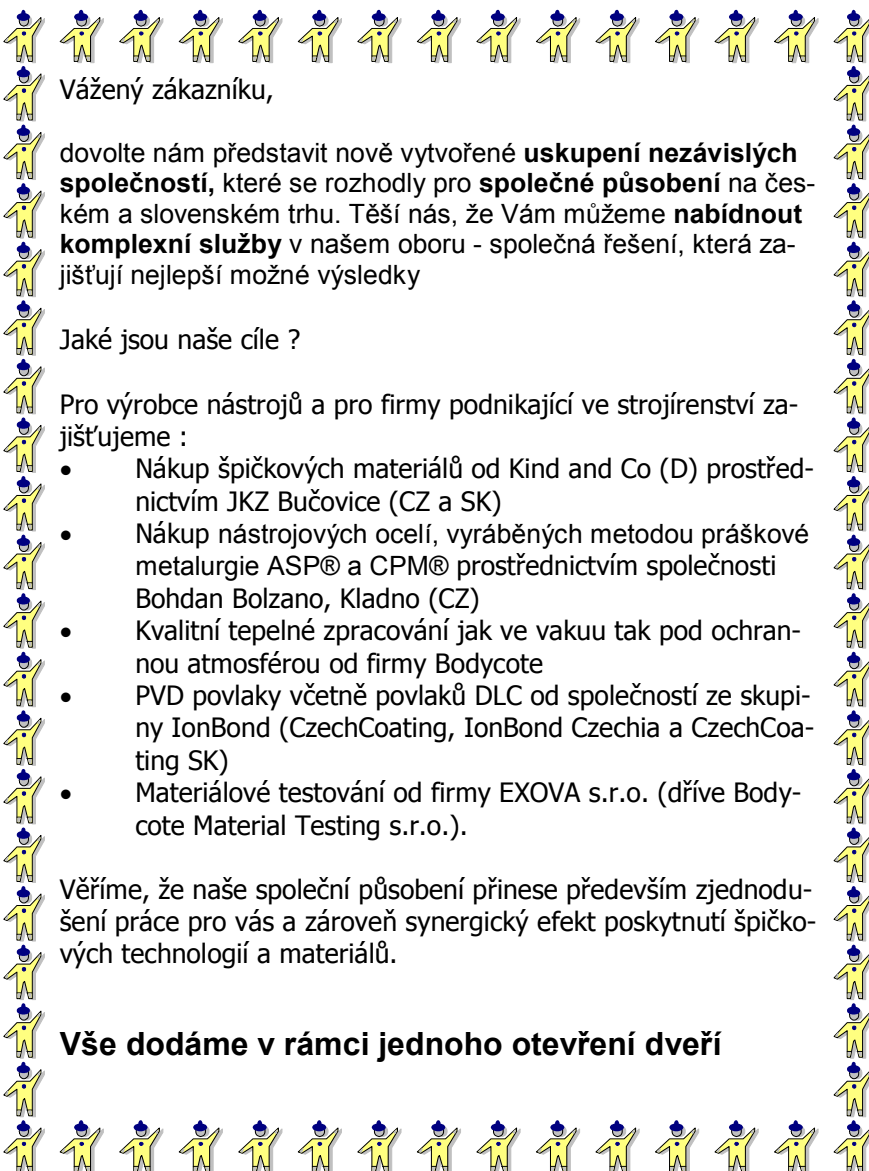 Vážený zákazníku,
dovolte nám představit nově vytvořené uskupení nezávislých
společností, které se rozhodly pro společné působení na čes-
kém a slovenském trhu. Těší nás, že Vám můžeme nabídnout
komplexní služby v našem oboru - společná řešení, která za-
jišťují nejlepší možné výsledky
Jaké jsou naše cíle ?
Pro výrobce nástrojů a pro firmy podnikající ve strojírenství za-
jišťujeme :
• Nákup špičkových materiálů od Kind and Co (D) prostřed-
nictvím JKZ Bučovice (CZ a SK)
• Nákup nástrojových ocelí, vyráběných metodou práškové
metalurgie ASP® a CPM® prostřednictvím společnosti
Bohdan Bolzano, Kladno (CZ)
• Kvalitní tepelné zpracování jak ve vakuu tak pod ochran-
nou atmosférou od firmy Bodycote
• PVD povlaky včetně povlaků DLC od společností ze skupi-
ny IonBond (CzechCoating, IonBond Czechia a CzechCoa-
ting SK)
• Materiálové testování od firmy EXOVA s.r.o. (dříve Body-
cote Material Testing s.r.o.).
Věříme, že naše společní působení přinese především zjednodu-
šení práce pro vás a zároveň synergický efekt poskytnutí špičko-
vých technologií a materiálů.
Vše dodáme v rámci jednoho otevření dveří